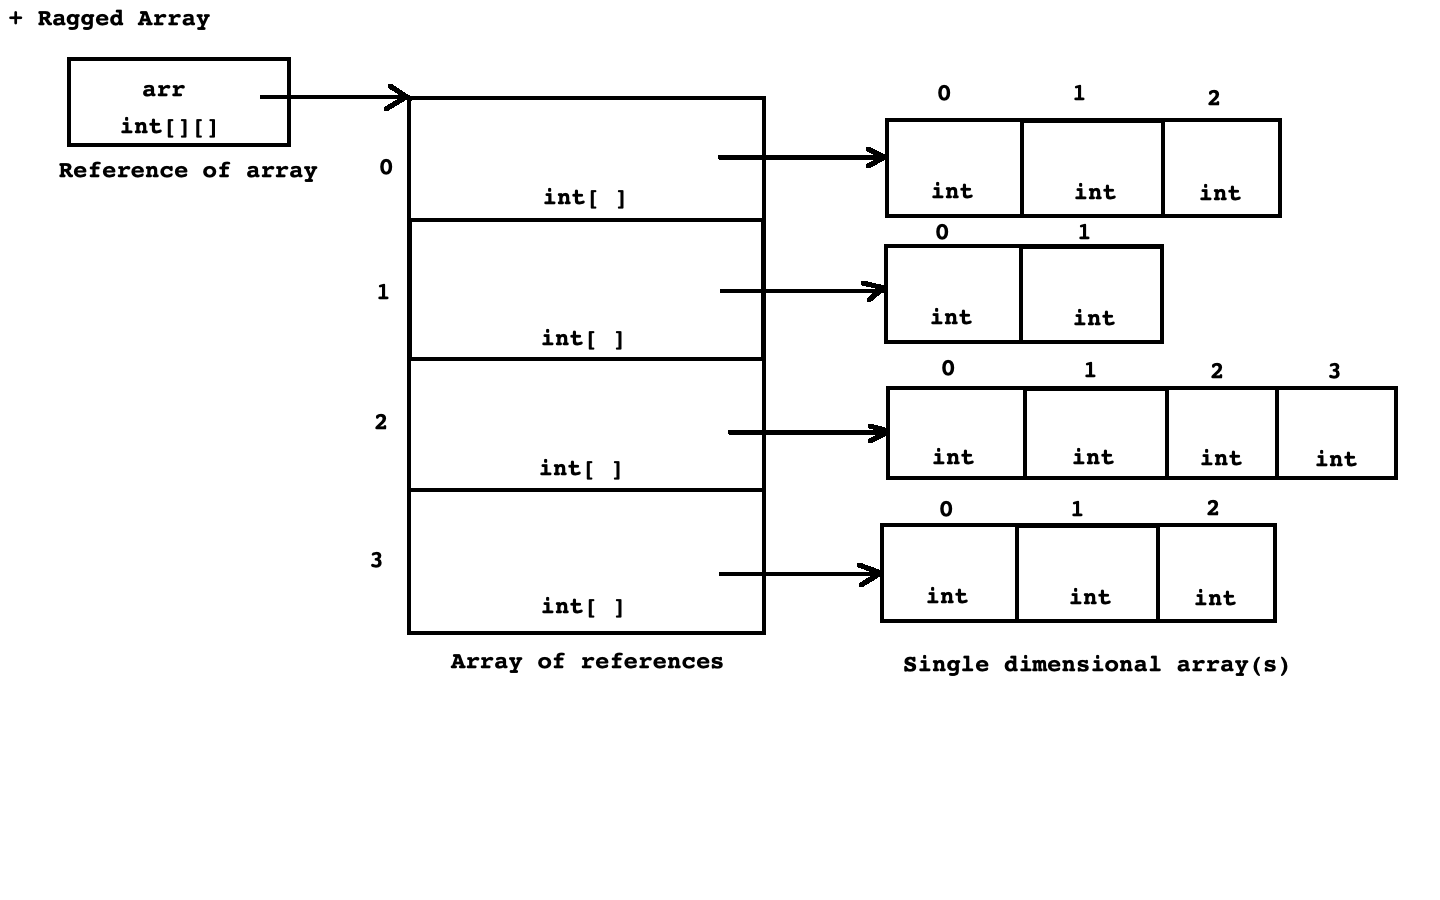 + Ragged Array
arr
int[][]
Reference of array
0
int[ ]
1
int[ ]
2
int[ ]
3
int[ ]
Array of references
0 1 2
int int int
0 1
int int
0 1 2 3
int int int int
0 1 2
int int int
Single dimensional array(s)